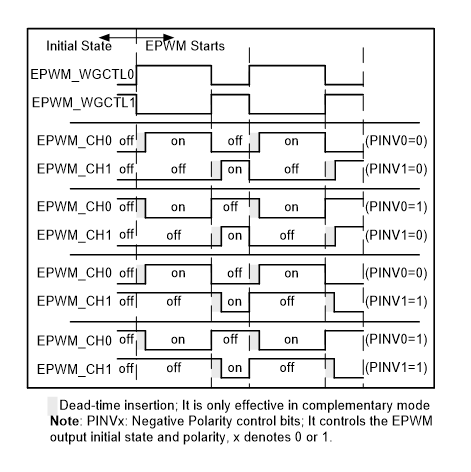 Initial State EPWM Starts
EPWM_WGCTL0
EPWM_WGCTL1
EPWM_CH0 off on off on (PINV0=0)
EPWM_CH1 off off on off (PINV1=0)
EPWM_CH0 off on off on (PINV0=1)
EPWM_CH1 off off on off (PINV1=0)
EPWM_CH0 off on off on (PINV0=0)
EPWM_CH1 off off on off (PINV1=1)
EPWM_CH0 off on off on (PINV0=1)
EPWM_CH1 off off on off (PINV1=1)
Dead-time insertion; It is only effective in complementary mode
Note: PINVx: Negative Polarity control bits; It controls the EPWM
output initial state and polarity, x denotes 0 or 1.